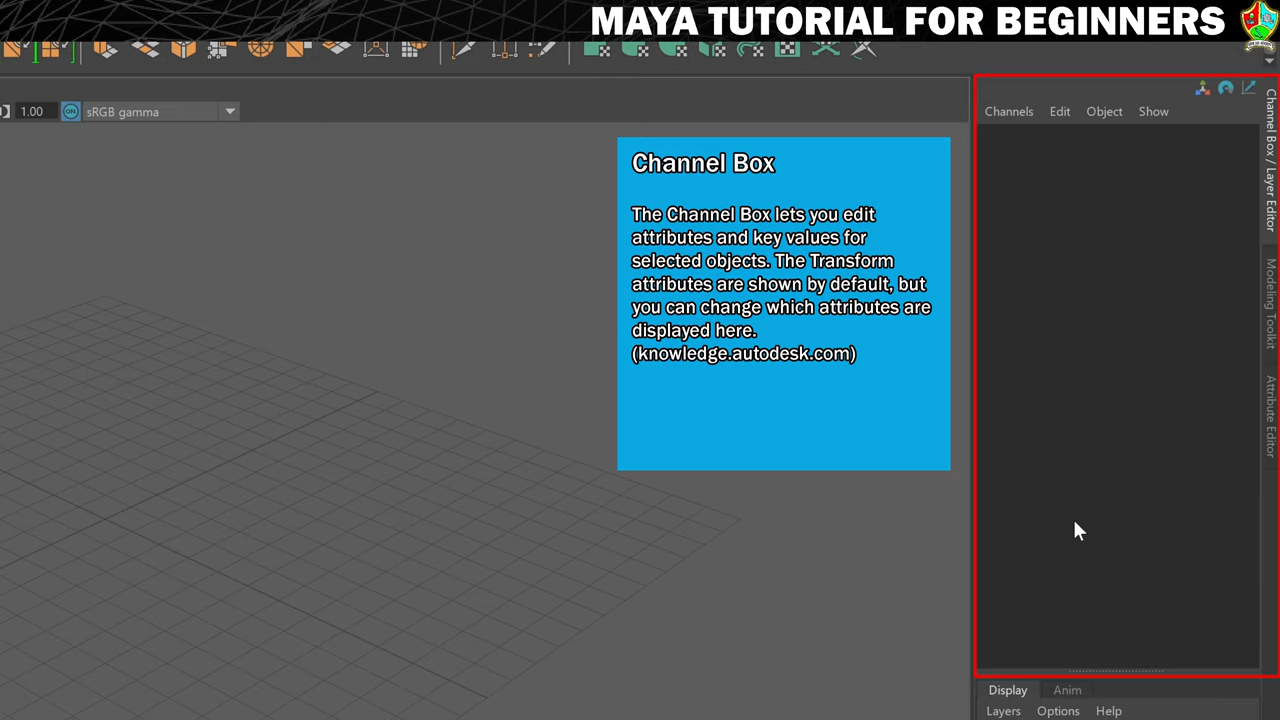 MAYA TUTORIAL FOR BEGINNERS
1.00
ON
sRGB gamma
Channel Box
The Channel Box lets you edit
attributes and key values for
selected objects. The Transform
attributes are shown by default, but
you can change which attributes are
displayed here.
(knowledge.autodesk.com)
Channels Edit Object Show
Channel Box / Layer Editor
Modeling Toolkit
Attribute Editor
Display Anim
Layers Options Help